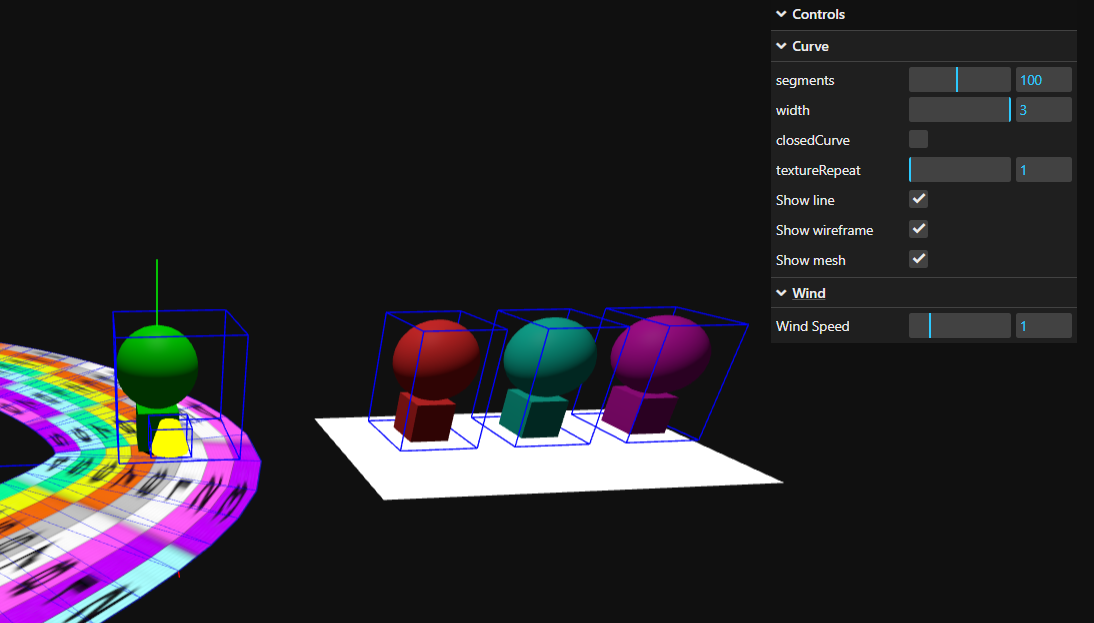 Controls
Curve
segments 100
width 3
closedCurve
textureRepeat 1
Show line
Show wireframe
Show mesh
Wind
Wind Speed 1